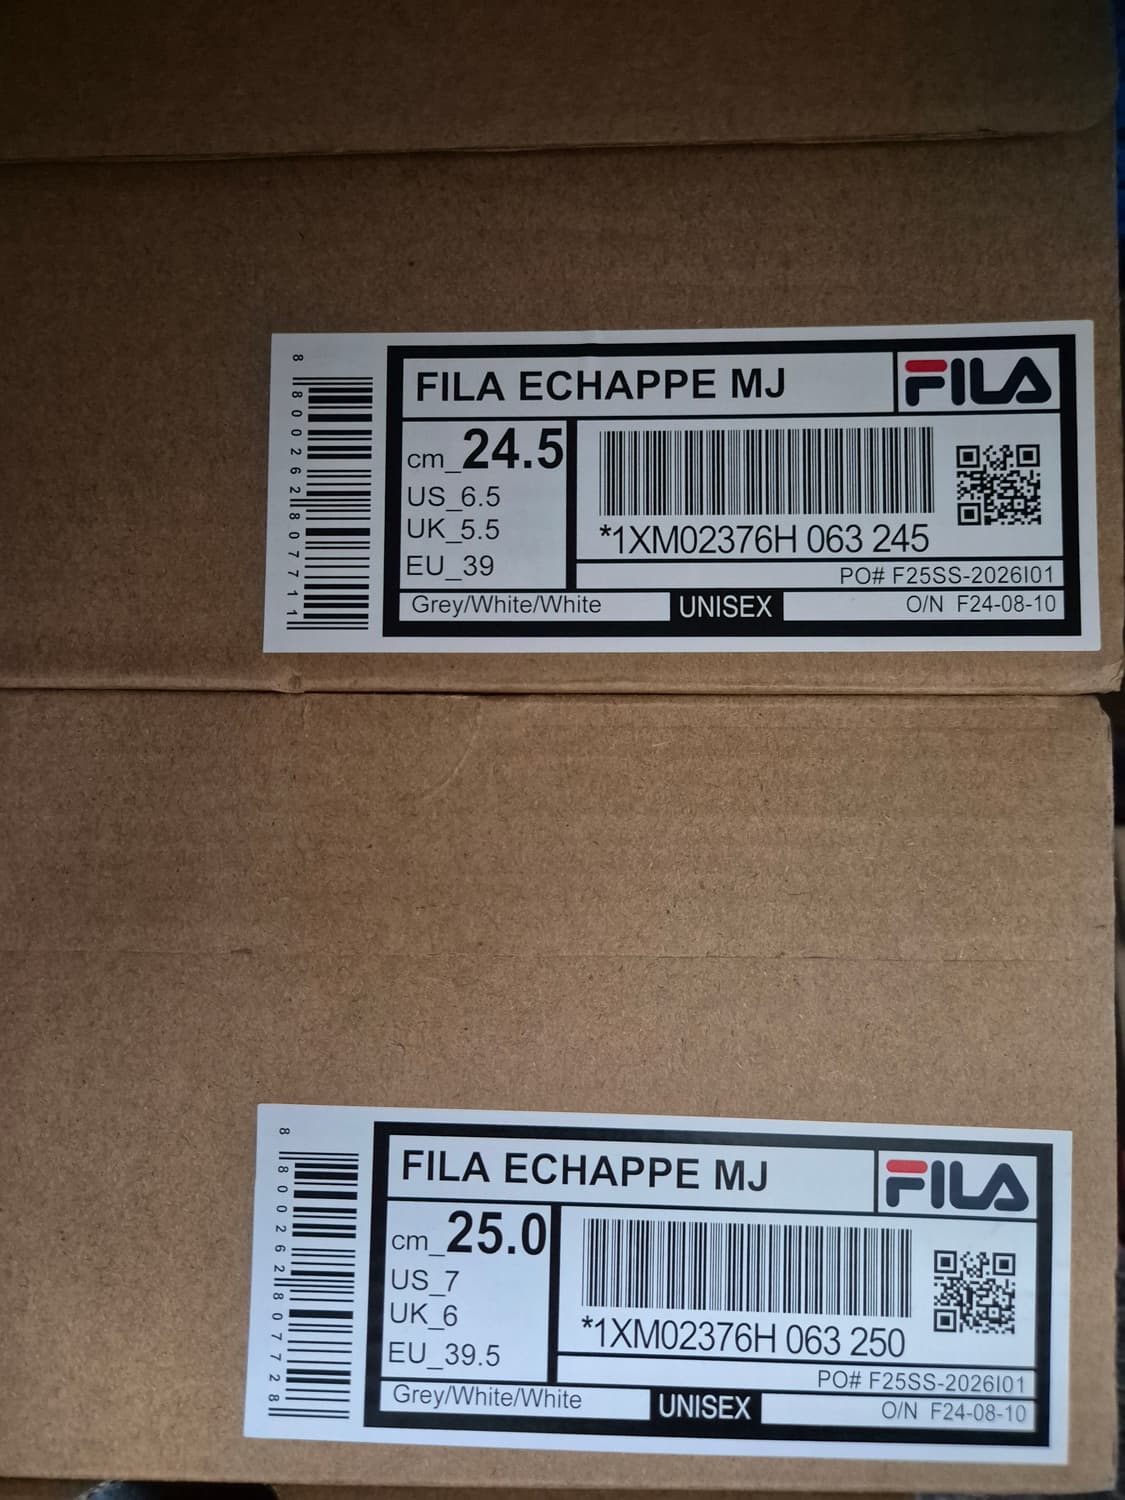 8 800262 807711
FILA ECHAPPE MJ
FILA
cm_24.5
US_6.5
UK_5.5
EU_39
*1XM02376H 063 245
PO# F25SS-2026I01
Grey/White/White
UNISEX
O/N F24-08-10
8 800262 807728
FILA ECHAPPE MJ
FILA
cm_25.0
US_7
UK_6
EU_39.5
*1XM02376H 063 250
PO# F25SS-2026I01
Grey/White/White
UNISEX
O/N F24-08-10